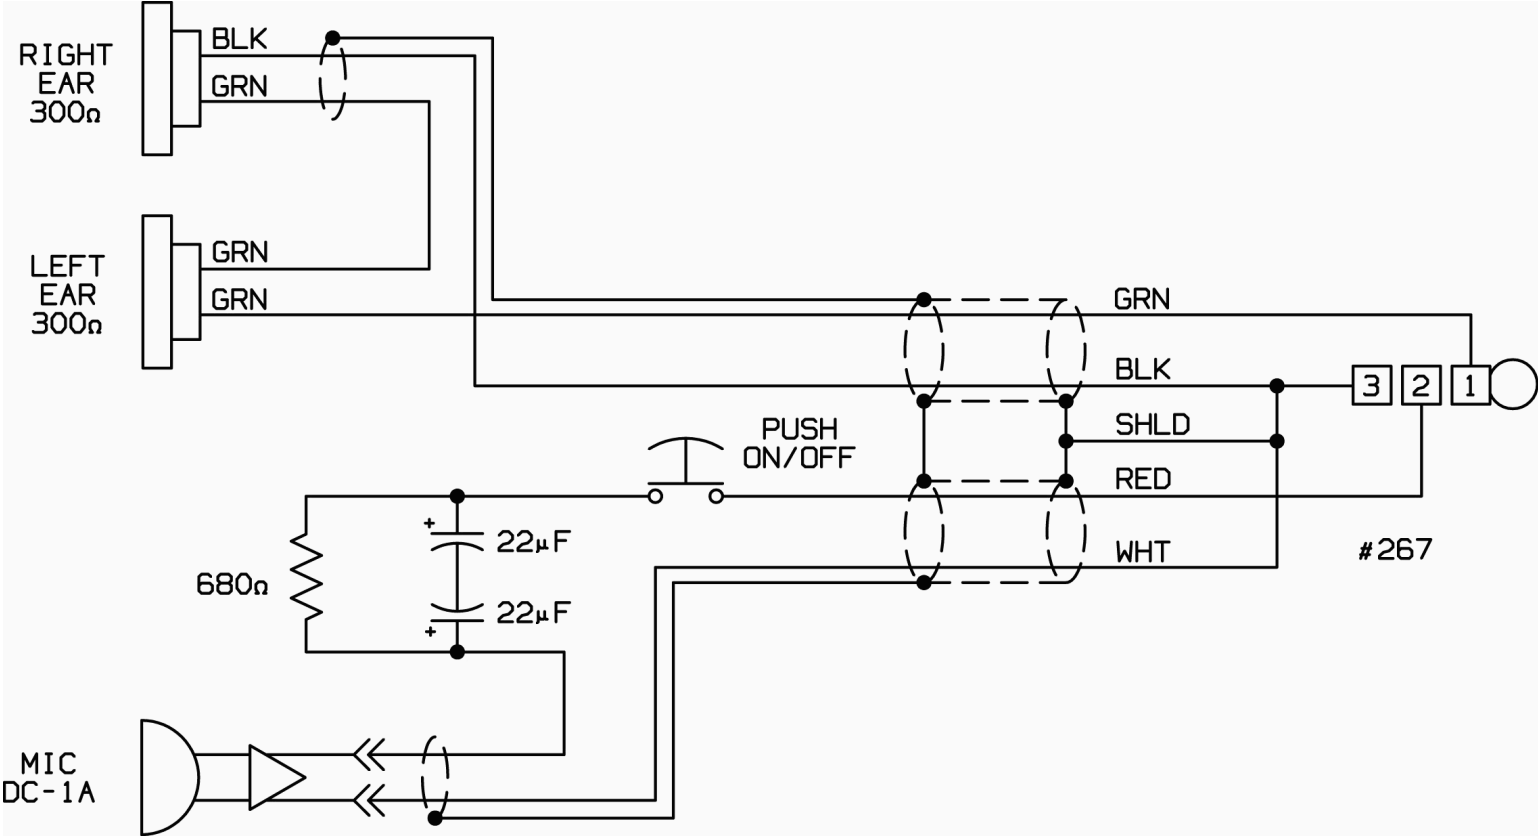 RIGHT
EAR
300Ω
BLK
GRN
LEFT
EAR
300Ω
GRN
GRN
GRN
BLK
3 2 1
SHLD
PUSH
ON/OFF
RED
WHT
#267
+
22µF
680Ω
22µF
+
MIC
DC-1A